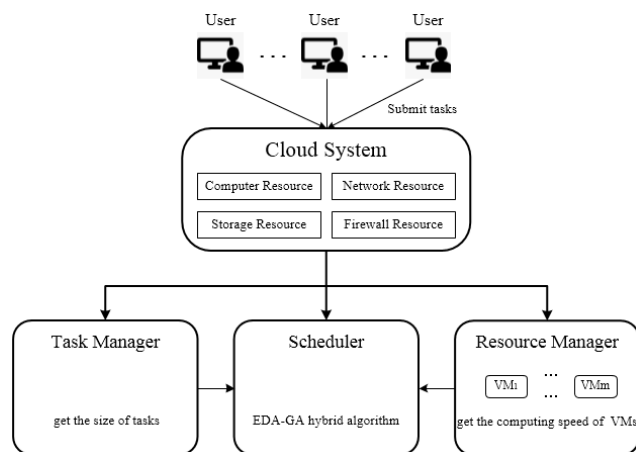 User User User
... ... 
Submit tasks
Cloud System
Computer Resource Network Resource
Storage Resource Firewall Resource
Task Manager Scheduler Resource Manager
VM1 ... ... VMm
get the size of tasks EDA-GA hybrid algorithm get the computing speed of VMs